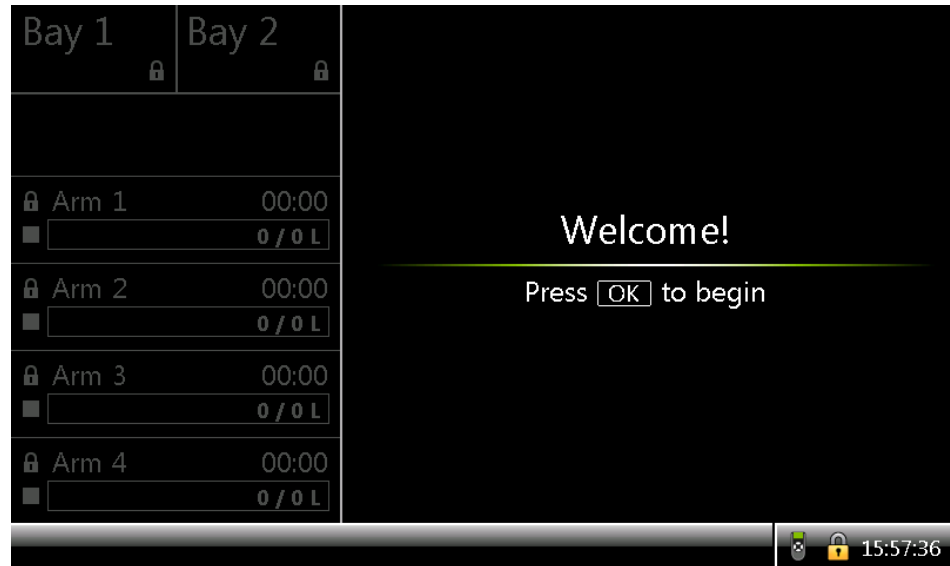 Bay 1
Bay 2
Arm 1 00:00
0 / 0 L
Arm 2 00:00
0 / 0 L
Arm 3 00:00
0 / 0 L
Arm 4 00:00
0 / 0 L
Welcome!
Press OK to begin
15:57:36